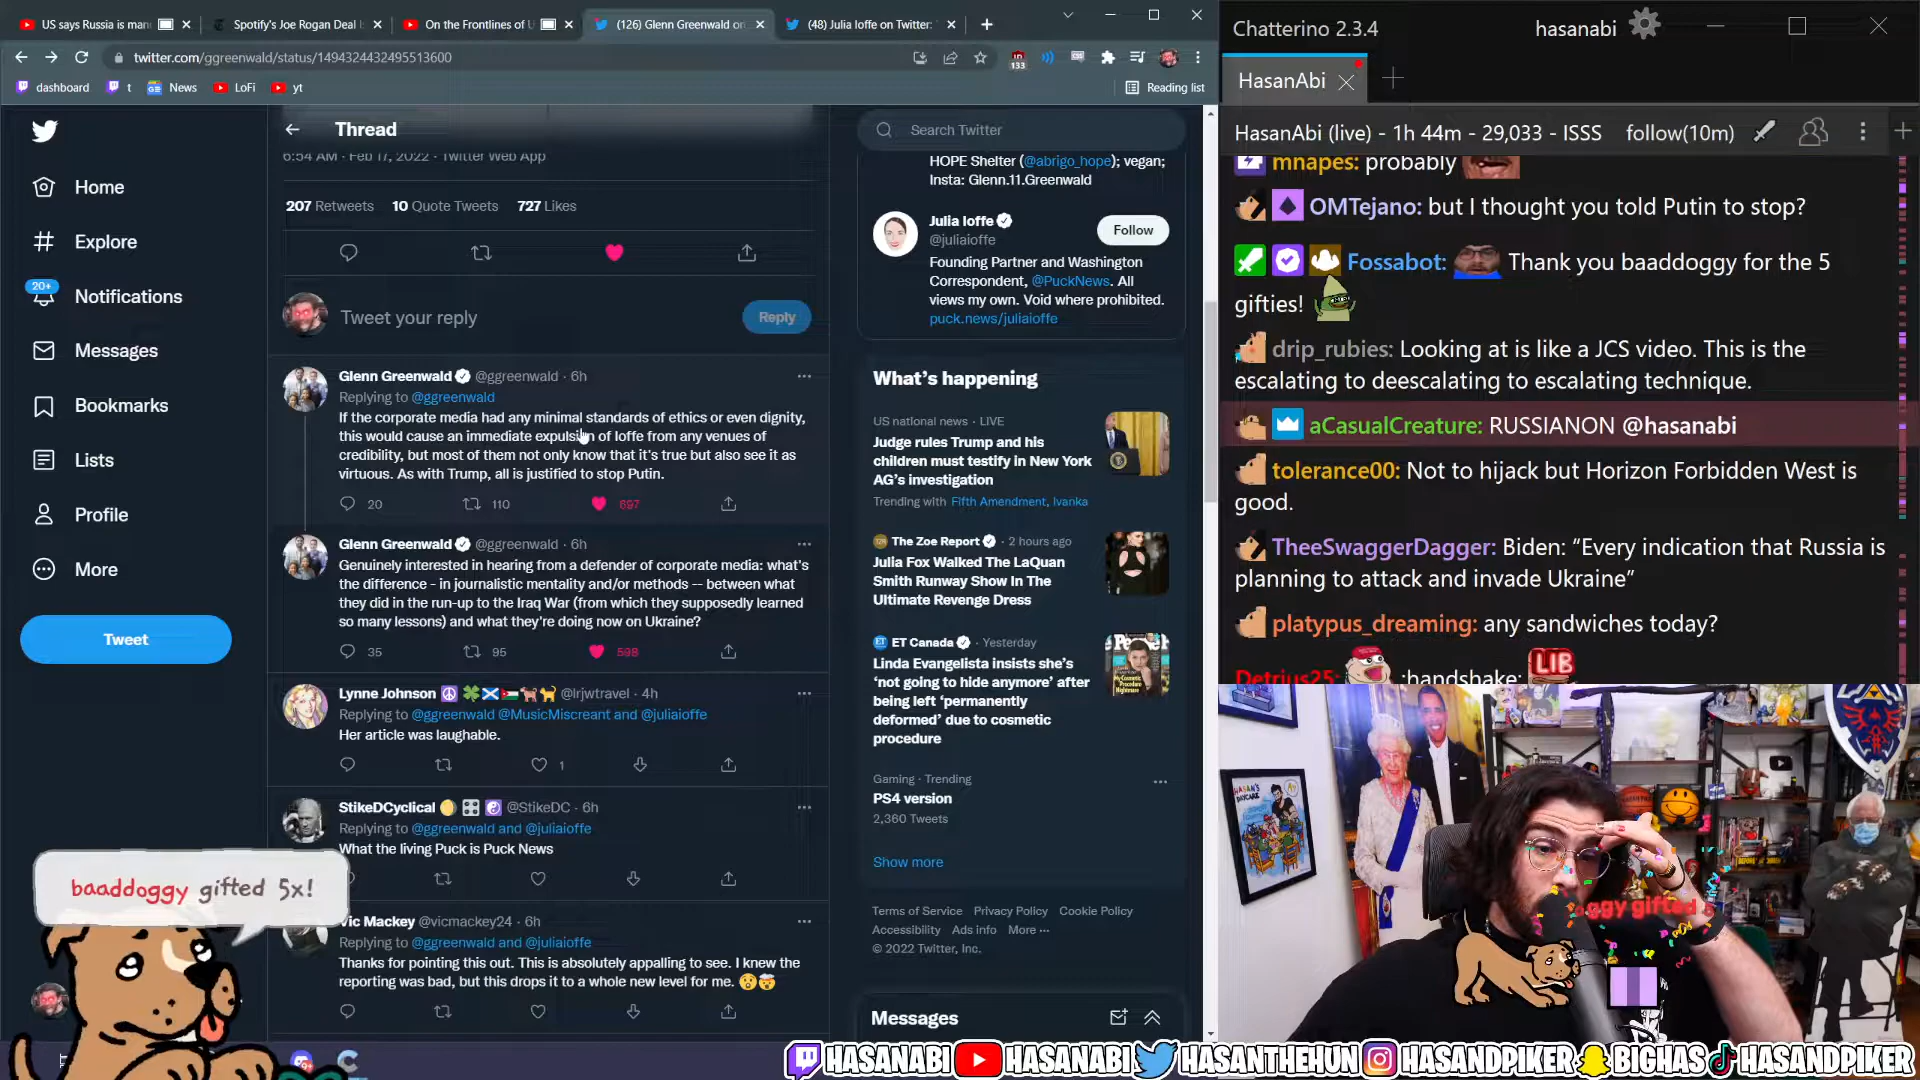 US says Russia is man
Spotify's Joe Rogan Deal
On the Frontlines of U
(126) Glenn Greenwald on
(48) Julia Ioffe on Twitter:
twitter.com/ggreenwald/status/1494324432495513600
133
dashboard
t
News
LoFi
yt
Reading list
Home
Explore
20+
Notifications
Messages
Bookmarks
Lists
Profile
More
Tweet
baaddoggy gifted 5x!
Thread
6:54 AM · Feb 17, 2022 · Twitter Web App
207 Retweets 10 Quote Tweets 727 Likes
Tweet your reply
Reply
Glenn Greenwald @ggreenwald · 6h
Replying to @ggreenwald
If the corporate media had any minimal standards of ethics or even dignity,
this would cause an immediate expulsion of Ioffe from any venues of
credibility, but most of them not only know that it's true but also see it as
virtuous. As with Trump, all is justified to stop Putin.
20 110 697
Glenn Greenwald @ggreenwald · 6h
Genuinely interested in hearing from a defender of corporate media: what's
the difference - in journalistic mentality and/or methods -- between what
they did in the run-up to the Iraq War (from which they supposedly learned
so many lessons) and what they're doing now on Ukraine?
35 95 598
Lynne Johnson @lrjwtravel · 4h
Replying to @ggreenwald @MusicMiscreant and @juliaioffe
Her article was laughable.
1
StikeDCyclical @StikeDC · 6h
Replying to @ggreenwald and @juliaioffe
What the living Puck is Puck News
Vic Mackey @vicmackey24 · 6h
Replying to @ggreenwald and @juliaioffe
Thanks for pointing this out. This is absolutely appalling to see. I knew the
reporting was bad, but this drops it to a whole new level for me. 😲🤯
Search Twitter
HOPE Shelter (@abrigo_hope); vegan;
Insta: Glenn.11.Greenwald
Julia Ioffe
@juliaioffe
Follow
Founding Partner and Washington
Correspondent, @PuckNews. All
views my own. Void where prohibited.
puck.news/juliaioffe
What's happening
US national news · LIVE
Judge rules Trump and his
children must testify in New York
AG's investigation
Trending with Fifth Amendment, Ivanka
The Zoe Report · 2 hours ago
Julia Fox Walked The LaQuan
Smith Runway Show In The
Ultimate Revenge Dress
ET Canada · Yesterday
Linda Evangelista insists she's
'not going to hide anymore' after
being left 'permanently
deformed' due to cosmetic
procedure
Gaming · Trending
PS4 version
2,360 Tweets
Show more
Terms of Service Privacy Policy Cookie Policy
Accessibility Ads info More ···
© 2022 Twitter, Inc.
Messages
Chatterino 2.3.4
hasanabi
HasanAbi
HasanAbi (live) - 1h 44m - 29,033 - ISSS follow(10m)
mnapes: probably
OMTejano: but I thought you told Putin to stop?
Fossabot: Thank you baaddoggy for the 5
gifties!
drip_rubies: Looking at is like a JCS video. This is the
escalating to deescalating to escalating technique.
aCasualCreature: RUSSIANON @hasanabi
tolerance00: Not to hijack but Horizon Forbidden West is
good.
TheeSwaggerDagger: Biden: “Every indication that Russia is
planning to attack and invade Ukraine”
platypus_dreaming: any sandwiches today?
Detrius25: :handshake: LIB
HASANABI HASANABI HASANTHEHUN HASANDPIKER BIGHAS HASANDPIKER